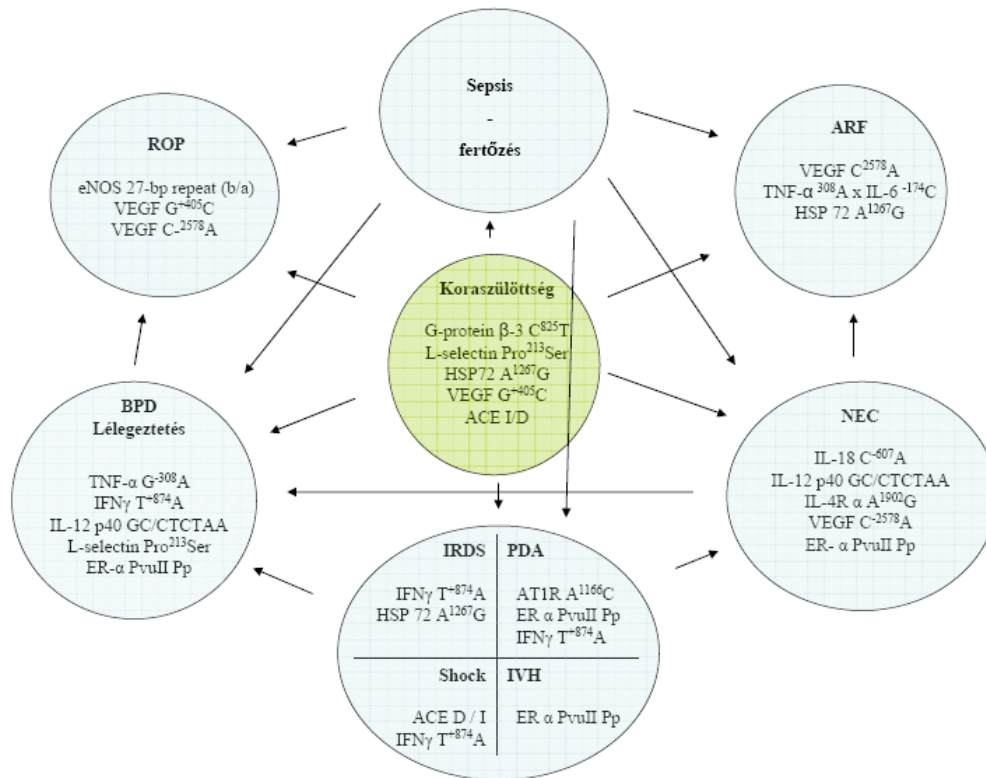 Sepsis
-
fertőzés
ROP
eNOS 27-bp repeat (b/a)
VEGF G⁺⁴⁰⁵C
VEGF C-²⁵⁷⁸A
ARF
VEGF C²⁵⁷⁸A
TNF-α ³⁰⁸A x IL-6 ⁻¹⁷⁴C
HSP 72 A¹²⁶⁷G
Koraszülöttség
G-protein β-3 C⁸²⁵T
L-selectin Pro²¹³Ser
HSP72 A¹²⁶⁷G
VEGF G⁺⁴⁰⁵C
ACE I/D
BPD
Lélegeztetés
TNF-α G⁻³⁰⁸A
IFNγ T⁺⁸⁷⁴A
IL-12 p40 GC/CTCTAA
L-selectin Pro²¹³Ser
ER-α PvuII Pp
NEC
IL-18 C⁻⁶⁰⁷A
IL-12 p40 GC/CTCTAA
IL-4R α A¹⁹⁰²G
VEGF C⁻²⁵⁷⁸A
ER- α PvuII Pp
IRDS
IFNγ T⁺⁸⁷⁴A
HSP 72 A¹²⁶⁷G
PDA
AT1R A¹¹⁶⁶C
ER α PvuII Pp
IFNγ T⁺⁸⁷⁴A
Shock
ACE D / I
IFNγ T⁺⁸⁷⁴A
IVH
ER α PvuII Pp